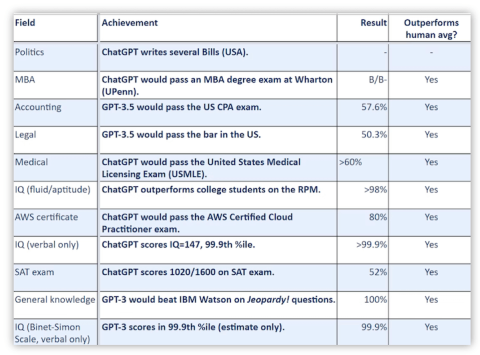 Field Achievement Result Outperforms
human avg?
Politics ChatGPT writes several Bills (USA). - -
MBA ChatGPT would pass an MBA degree exam at Wharton B/B- Yes
(UPenn).
Accounting GPT-3.5 would pass the US CPA exam. 57.6% Yes
Legal GPT-3.5 would pass the bar in the US. 50.3% Yes
Medical ChatGPT would pass the United States Medical >60% Yes
Licensing Exam (USMLE).
IQ (fluid/aptitude) ChatGPT outperforms college students on the RPM. >98% Yes
AWS certificate ChatGPT would pass the AWS Certified Cloud 80% Yes
Practitioner exam.
IQ (verbal only) ChatGPT scores IQ=147, 99.9th %ile. >99.9% Yes
SAT exam ChatGPT scores 1020/1600 on SAT exam. 52% Yes
General knowledge GPT-3 would beat IBM Watson on Jeopardy! questions. 100% Yes
IQ (Binet-Simon GPT-3 scores in 99.9th %ile (estimate only). 99.9% Yes
Scale, verbal only)